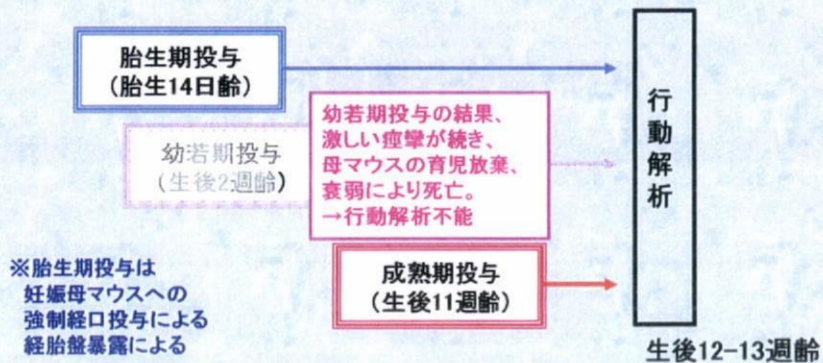 胎生期投与
(胎生14日齢)
幼若期投与
(生後2週齢)
幼若期投与の結果、
激しい痙攣が続き、
母マウスの育児放棄、
衰弱により死亡。
→行動解析不能
行動解析
成熟期投与
(生後11週齢)
※胎生期投与は
妊娠母マウスへの
強制経口投与による
経胎盤暴露による
生後12-13週齢